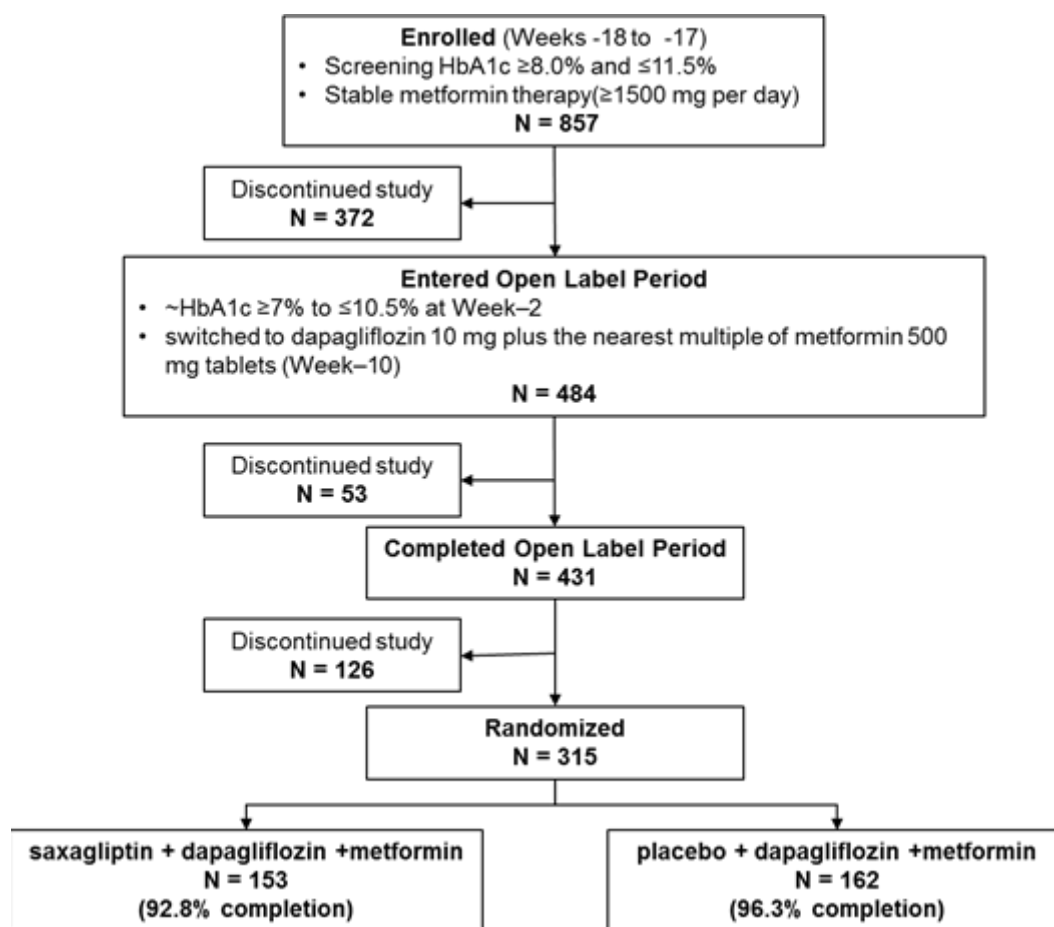 Enrolled (Weeks -18 to -17)
• Screening HbA1c ≥8.0% and ≤11.5%
• Stable metformin therapy(≥1500 mg per day)
N = 857
Discontinued study
N = 372
Entered Open Label Period
• ~HbA1c ≥7% to ≤10.5% at Week–2
• switched to dapagliflozin 10 mg plus the nearest multiple of metformin 500
mg tablets (Week–10)
N = 484
Discontinued study
N = 53
Completed Open Label Period
N = 431
Discontinued study
N = 126
Randomized
N = 315
saxagliptin + dapagliflozin +metformin
N = 153
(92.8% completion)
placebo + dapagliflozin +metformin
N = 162
(96.3% completion)